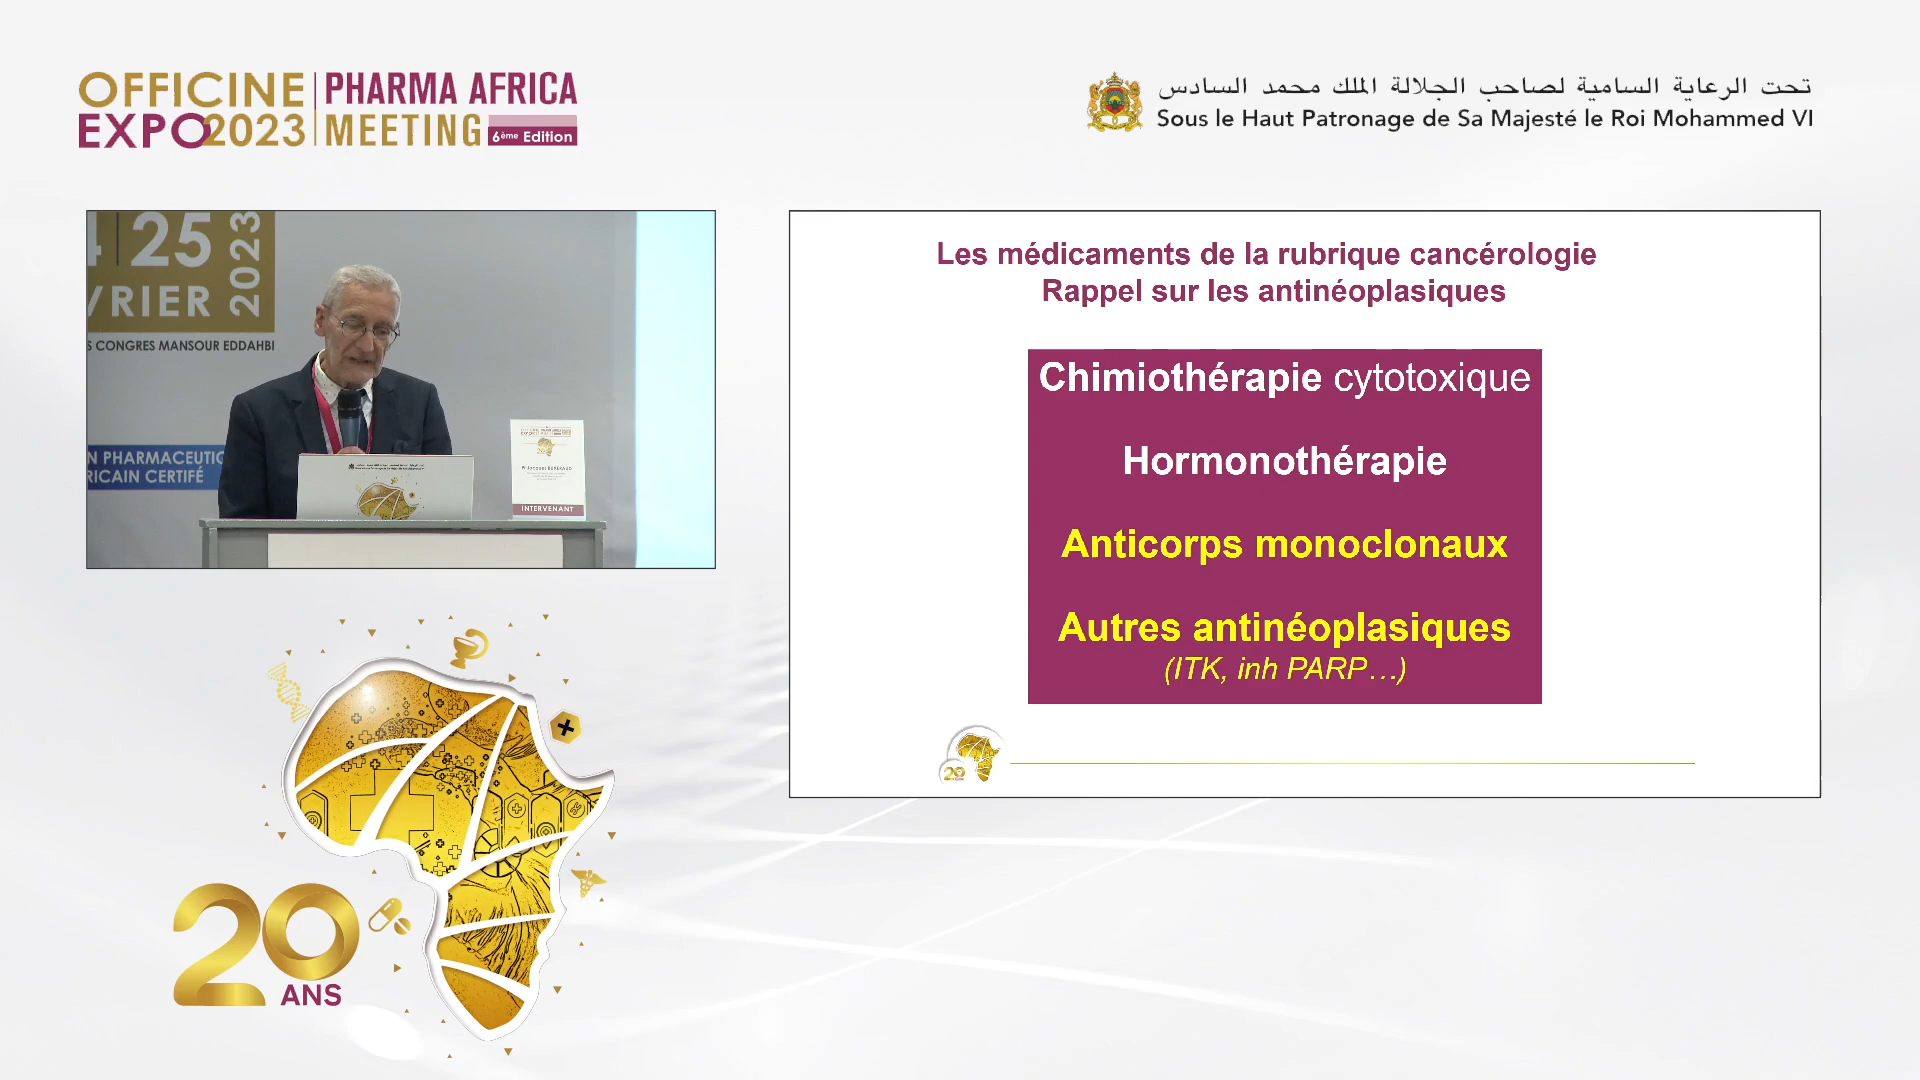 OFFICINE
EXPO2023
PHARMA AFRICA
MEETING
6ème Edition
تحت الرعاية السامية لصاحب الجلالة الملك محمد السادس
Sous le Haut Patronage de Sa Majesté le Roi Mohammed VI
4 25
VRIER
2023
S CONGRES MANSOUR EDDAHBI
N PHARMACEUTIC
RICAIN CERTIFÉ
INTERVENANT
Les médicaments de la rubrique cancérologie
Rappel sur les antinéoplasiques
Chimiothérapie cytotoxique
Hormonothérapie
Anticorps monoclonaux
Autres antinéoplasiques
(ITK, inh PARP…)
20
20
ANS